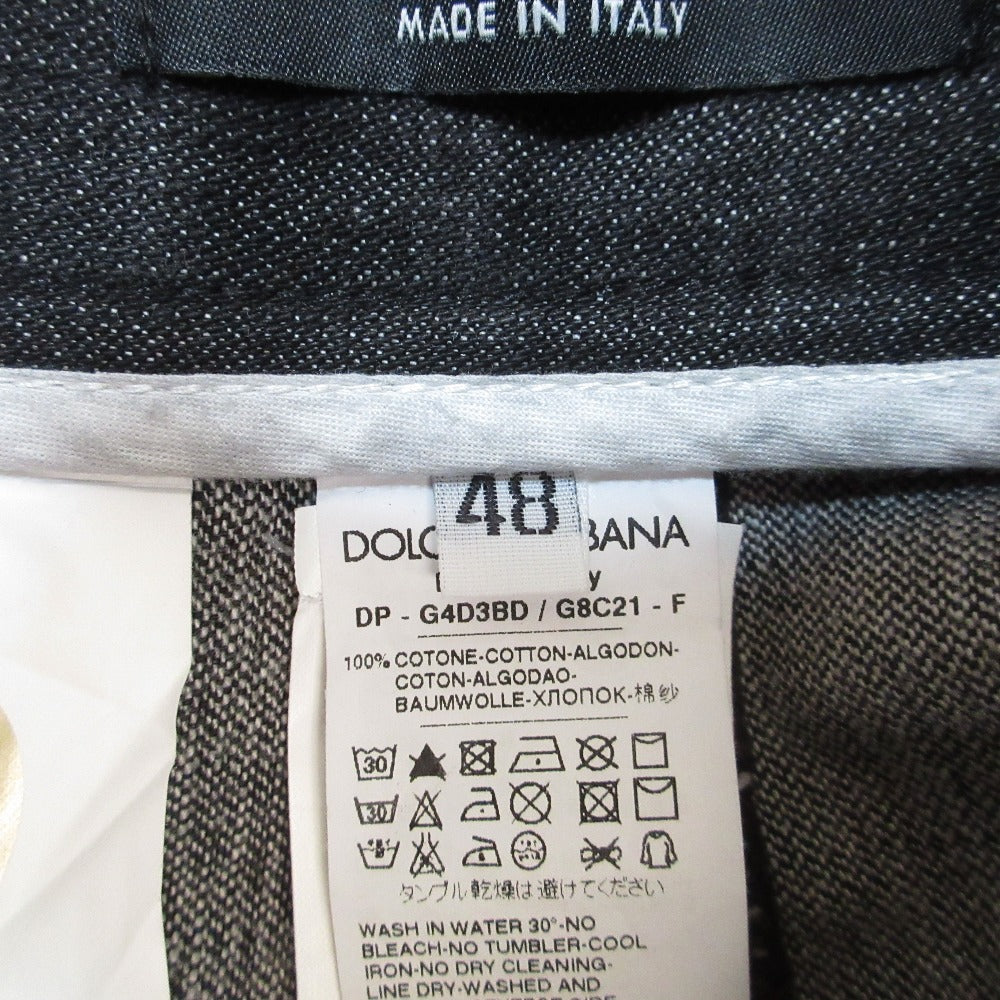 MADE IN ITALY
48
DOLC BANA
y
DP - G4D3BD / G8C21 - F
100% COTONE-COTTON-ALGODON-
COTON-ALGODAO-
BAUMWOLLE-ХЛОПОК-棉纱
30
30
タンブル乾燥は避けてください
WASH IN WATER 30°-NO
BLEACH-NO TUMBLER-COOL
IRON-NO DRY CLEANING-
LINE DRY-WASHED AND